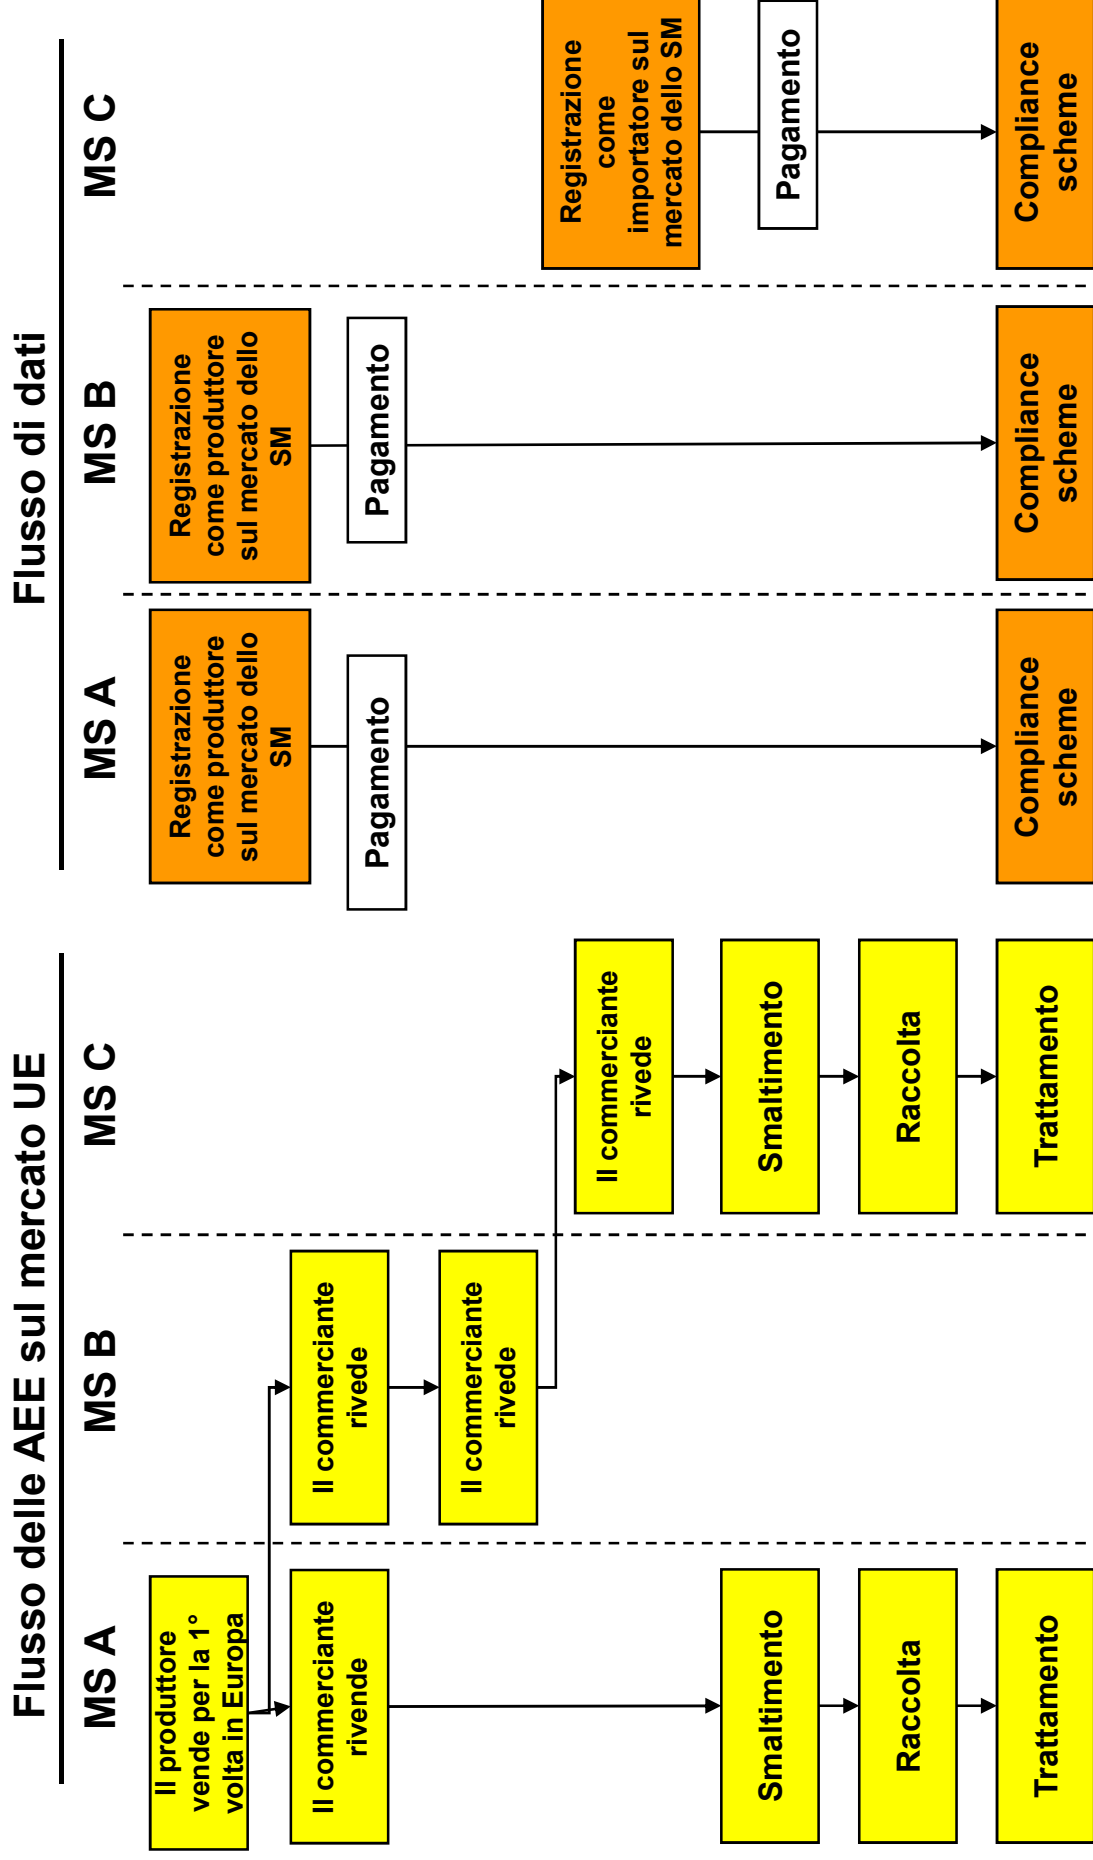 Flusso delle AEE sul mercato UE
MS A
MS B
MS C
Il produttore
vende per la 1°
volta in Europa
Il commerciante
rivende
Smaltimento
Raccolta
Trattamento
Il commerciante
rivede
Il commerciante
rivede
Il commerciante
rivede
Smaltimento
Raccolta
Trattamento
Flusso di dati
MS A
MS B
MS C
Registrazione
come produttore
sul mercato dello
SM
Pagamento
Compliance
scheme
Registrazione
come produttore
sul mercato dello
SM
Pagamento
Compliance
scheme
Registrazione
come
importatore sul
mercato dello SM
Pagamento
Compliance
scheme